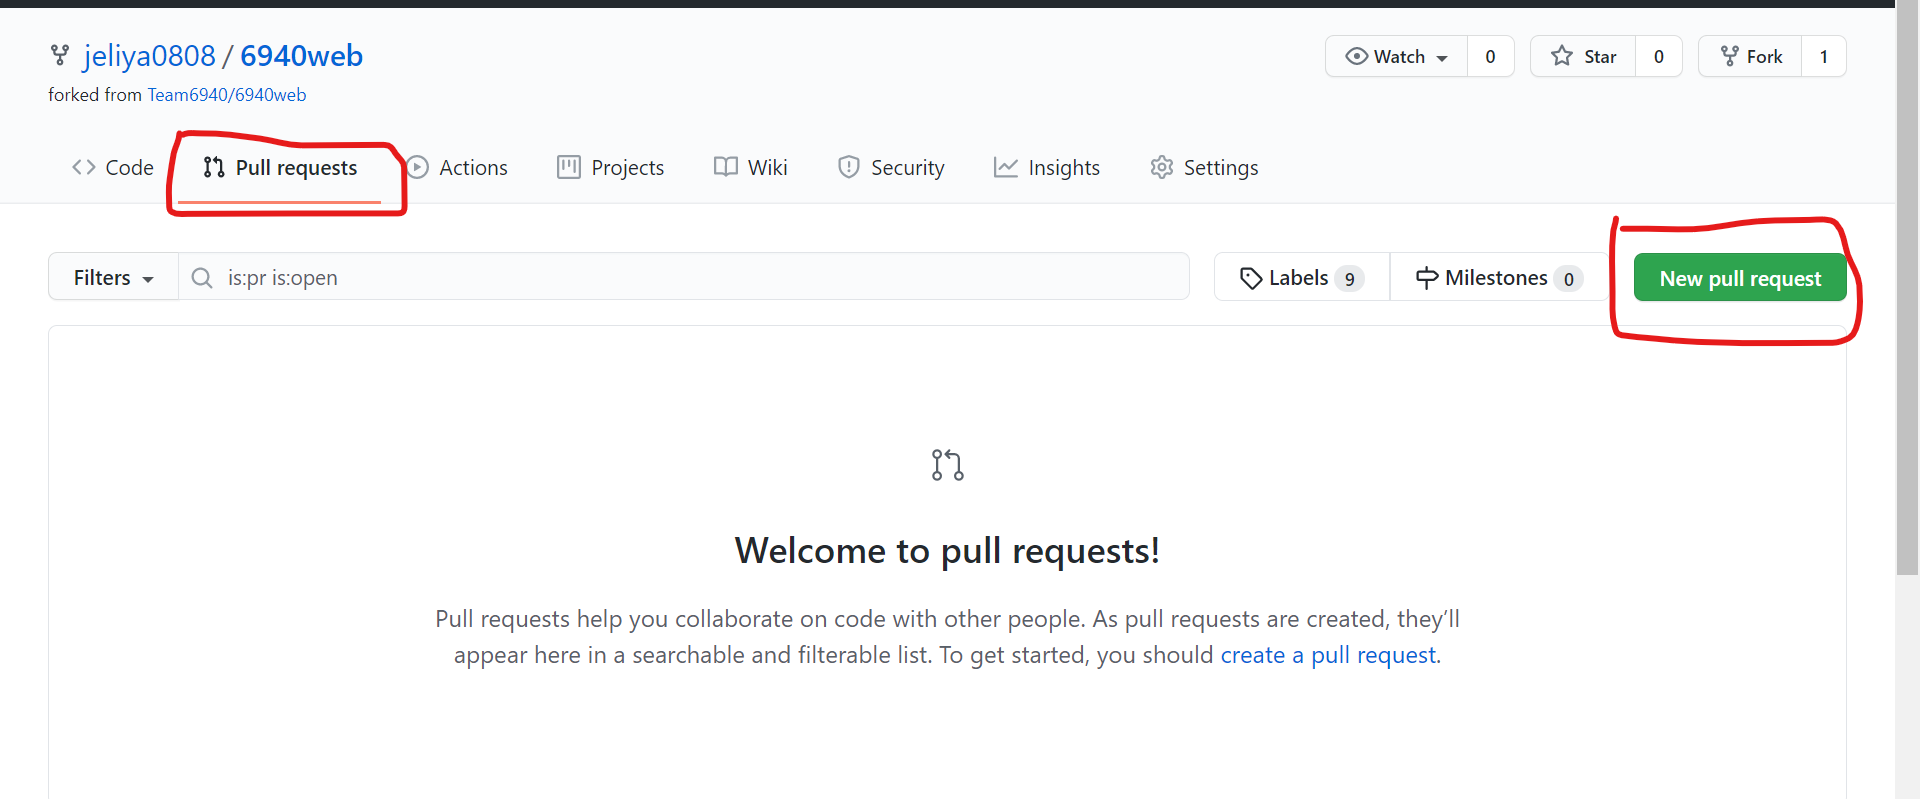 jeliya0808 / 6940web
Watch 0 Star 0 Fork 1
forked from Team6940/6940web
Code Pull requests Actions Projects Wiki Security Insights Settings
Filters is:pr is:open Labels 9 Milestones 0 New pull request
Welcome to pull requests!
Pull requests help you collaborate on code with other people. As pull requests are created, they’ll
appear here in a searchable and filterable list. To get started, you should create a pull request.